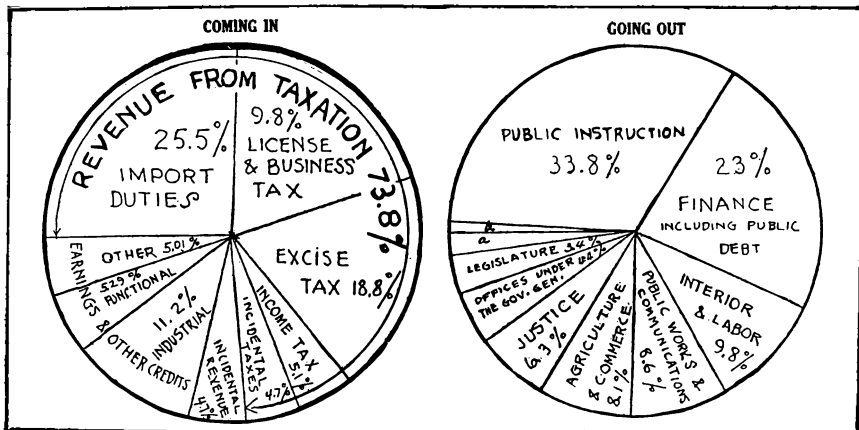 COMING IN
REVENUE FROM TAXATION 73.8%
25.5%
IMPORT
DUTIES
9.8%
LICENSE
& BUSINESS
TAX
EXCISE
TAX 18.8%
INCOME TAX
5.1%
INCIDENTAL
TAXES
4.7%
INCIDENTAL
REVENUE
4.7%
EARNINGS & OTHER CREDITS
11.2%
INDUSTRIAL
5.29%
FUNCTIONAL
OTHER 5.01%
GOING OUT
PUBLIC INSTRUCTION
33.8%
23%
FINANCE
INCLUDING PUBLIC
DEBT
INTERIOR
& LABOR
9.8%
PUBLIC WORKS &
COMMUNICATIONS
8.6%
AGRICULTURE
& COMMERCE.
8.1%
JUSTICE
6.3%
OFFICES UNDER
THE GOV. GEN.
LEGISLATURE 3.4%
a